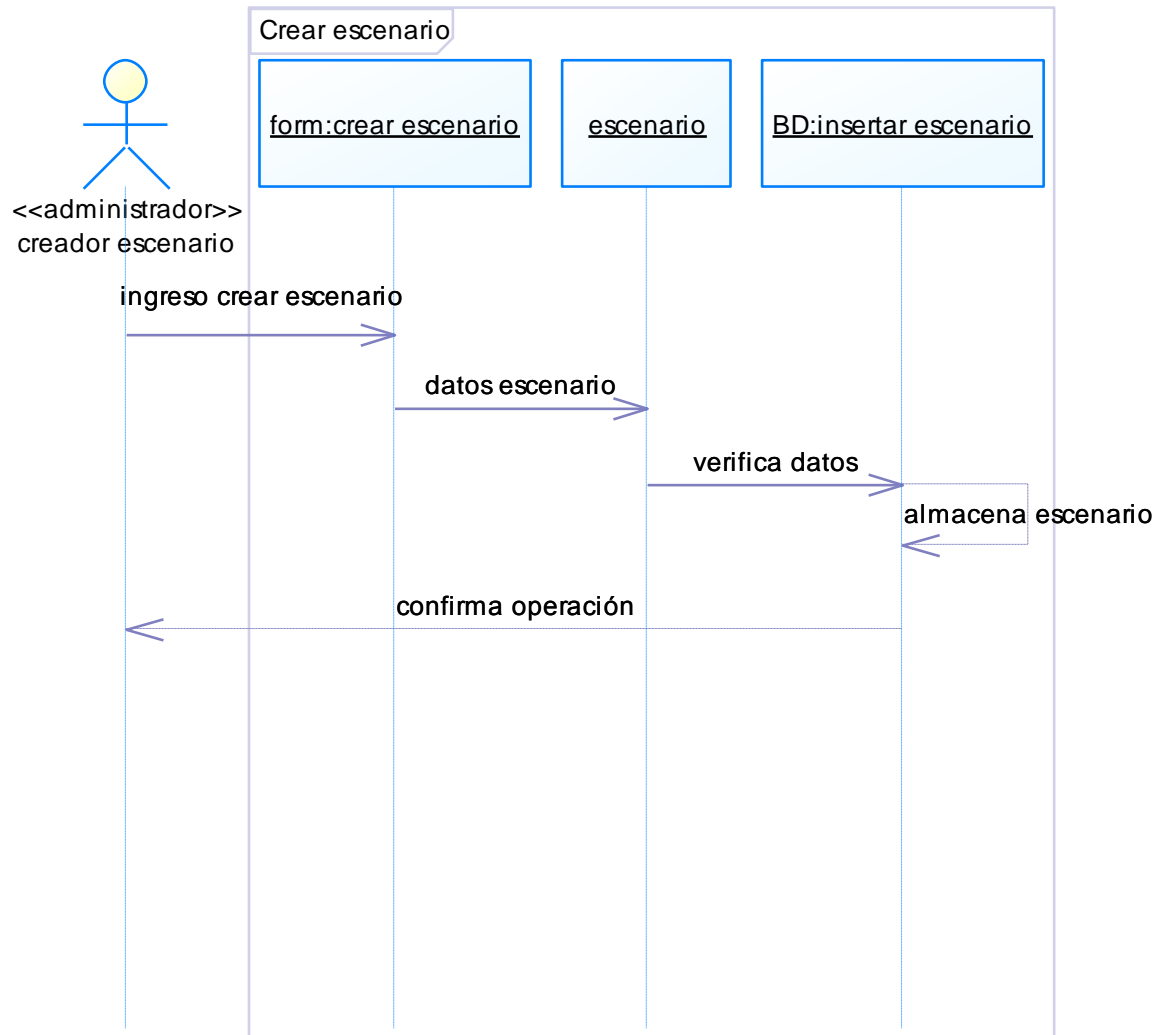 Crear escenario
form:crear escenario
escenario
BD:insertar escenario
<<administrador>>
creador escenario
ingreso crear escenario
datos escenario
verifica datos
almacena escenario
confirma operación